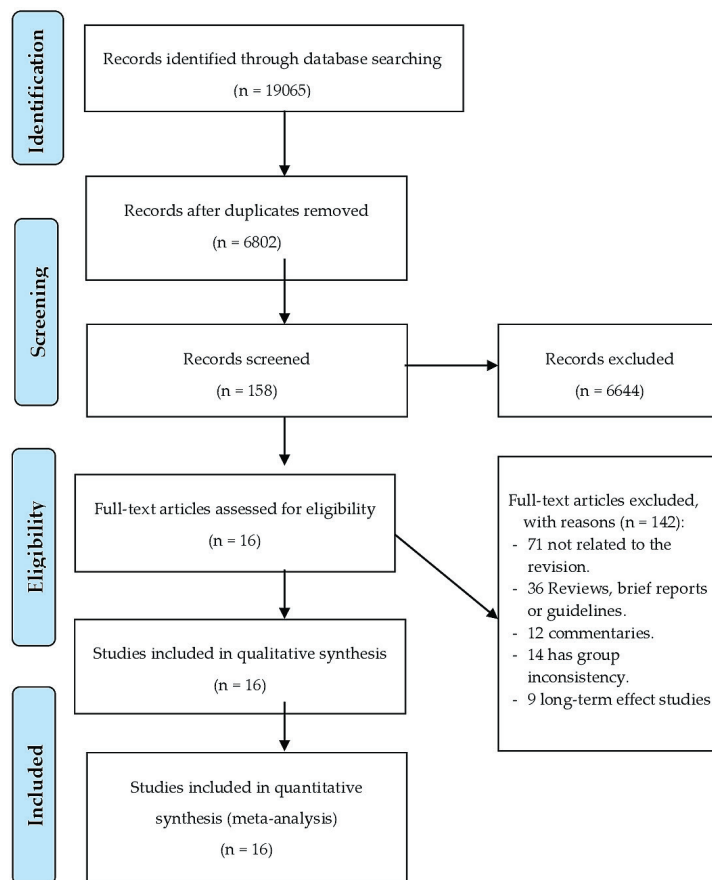 Identification
Records identified through database searching
(n = 19065)
Records after duplicates removed
(n = 6802)
Screening
Records screened
(n = 158)
Records excluded
(n = 6644)
Eligibility
Full-text articles assessed for eligibility
(n = 16)
Full-text articles excluded,
with reasons (n = 142):
- 71 not related to the
revision.
- 36 Reviews, brief reports
or guidelines.
- 12 commentaries.
- 14 has group
inconsistency.
- 9 long-term effect studies
Studies included in qualitative synthesis
(n = 16)
Included
Studies included in quantitative
synthesis (meta-analysis)
(n = 16)